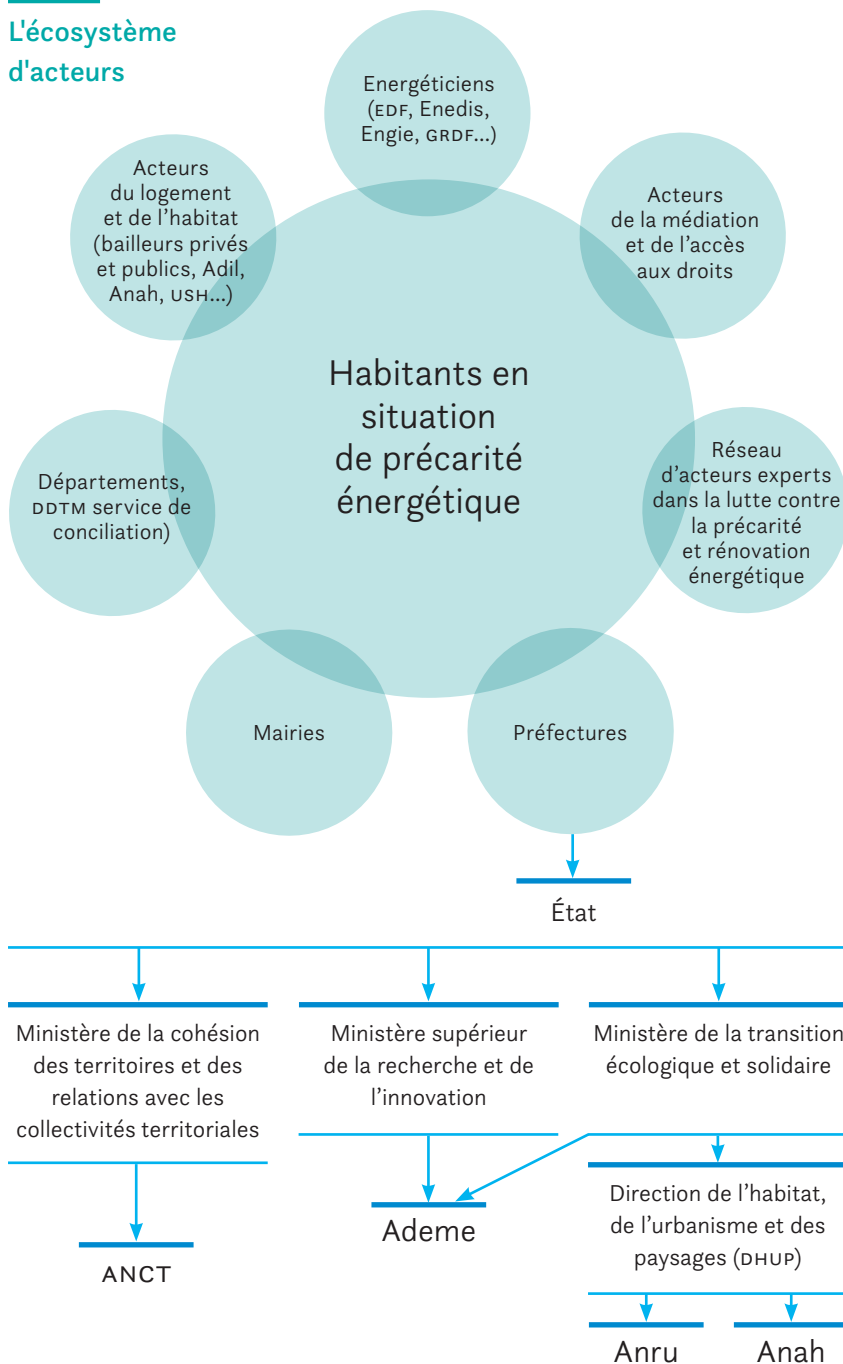 L'écosystème
d'acteurs
Energéticiens
(EDF, Enedis,
Engie, GRDF...)
Acteurs
du logement
et de l'habitat
(bailleurs privés
et publics, Adil,
Anah, USH...)
Acteurs
de la médiation
et de l'accès
aux droits
Habitants en
situation
de précarité
énergétique
Départements,
DDTM service de
conciliation)
Réseau
d'acteurs experts
dans la lutte contre
la précarité
et rénovation
énergétique
Mairies
Préfectures
État
Ministère de la cohésion
des territoires et des
relations avec les
collectivités territoriales
Ministère supérieur
de la recherche et de
l'innovation
Ministère de la transition
écologique et solidaire
ANCT
Ademe
Direction de l'habitat,
de l'urbanisme et des
paysages (DHUP)
Anru
Anah